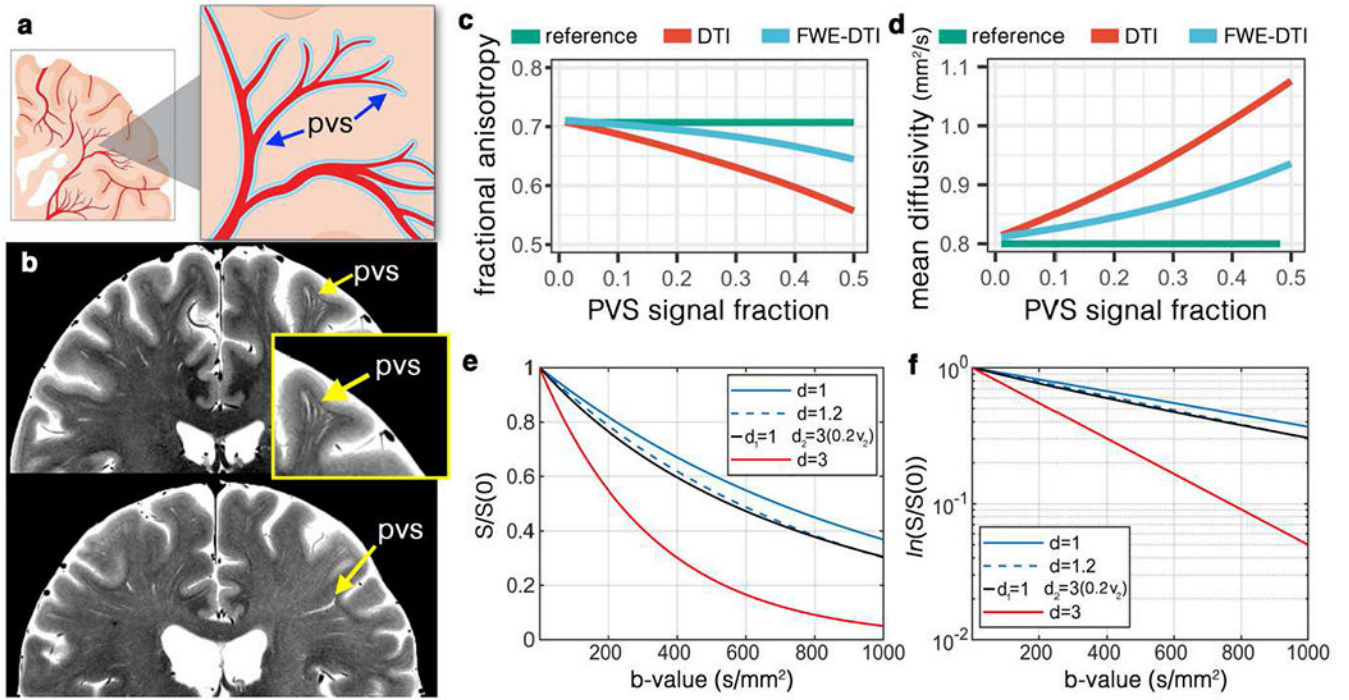 a
pvs
b
pvs
pvs
pvs
c
reference DTI FWE-DTI
fractional anisotropy
0.8
0.7
0.6
0.5
0.0 0.1 0.2 0.3 0.4 0.5
PVS signal fraction
d
reference DTI FWE-DTI
mean diffusivity (mm²/s)
1.1
1.0
0.9
0.8
0.0 0.1 0.2 0.3 0.4 0.5
PVS signal fraction
e
S/S(0)
1
0.8
0.6
0.4
0.2
0
d=1
d=1.2
d₁=1 d₂=3(0.2v₂)
d=3
200 400 600 800 1000
b-value (s/mm²)
f
ln(S/S(0))
10⁰
10⁻¹
10⁻²
d=1
d=1.2
d₁=1 d₂=3(0.2v₂)
d=3
200 400 600 800 1000
b-value (s/mm²)